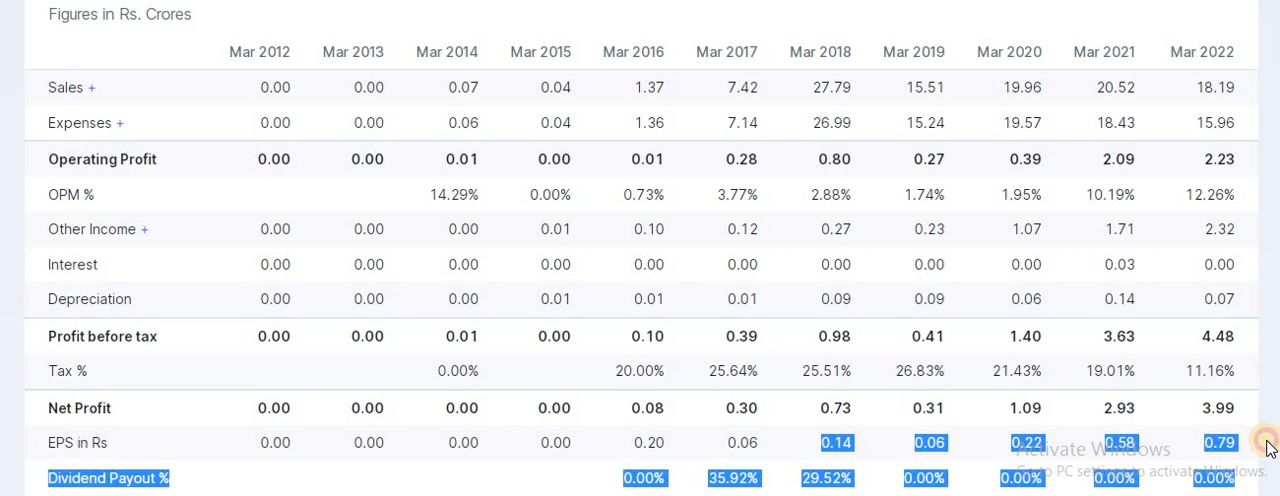 Figures in Rs. Crores
Mar 2012 Mar 2013 Mar 2014 Mar 2015 Mar 2016 Mar 2017 Mar 2018 Mar 2019 Mar 2020 Mar 2021 Mar 2022
Sales + 0.00 0.00 0.07 0.04 1.37 7.42 27.79 15.51 19.96 20.52 18.19
Expenses + 0.00 0.00 0.06 0.04 1.36 7.14 26.99 15.24 19.57 18.43 15.96
Operating Profit 0.00 0.00 0.01 0.00 0.01 0.28 0.80 0.27 0.39 2.09 2.23
OPM % 14.29% 0.00% 0.73% 3.77% 2.88% 1.74% 1.95% 10.19% 12.26%
Other Income + 0.00 0.00 0.00 0.01 0.10 0.12 0.27 0.23 1.07 1.71 2.32
Interest 0.00 0.00 0.00 0.00 0.00 0.00 0.00 0.00 0.00 0.03 0.00
Depreciation 0.00 0.00 0.00 0.01 0.01 0.01 0.09 0.09 0.06 0.14 0.07
Profit before tax 0.00 0.00 0.01 0.00 0.10 0.39 0.98 0.41 1.40 3.63 4.48
Tax % 0.00% 20.00% 25.64% 25.51% 26.83% 21.43% 19.01% 11.16%
Net Profit 0.00 0.00 0.00 0.00 0.08 0.30 0.73 0.31 1.09 2.93 3.99
EPS in Rs 0.00 0.00 0.00 0.00 0.20 0.06 0.14 0.06 0.22 0.58 0.79
Activate Windows
Dividend Payout % 0.00% 35.92% 29.52% 0.00% 0.00% 0.00% 0.00%
Go to PC settings to activate Windows.